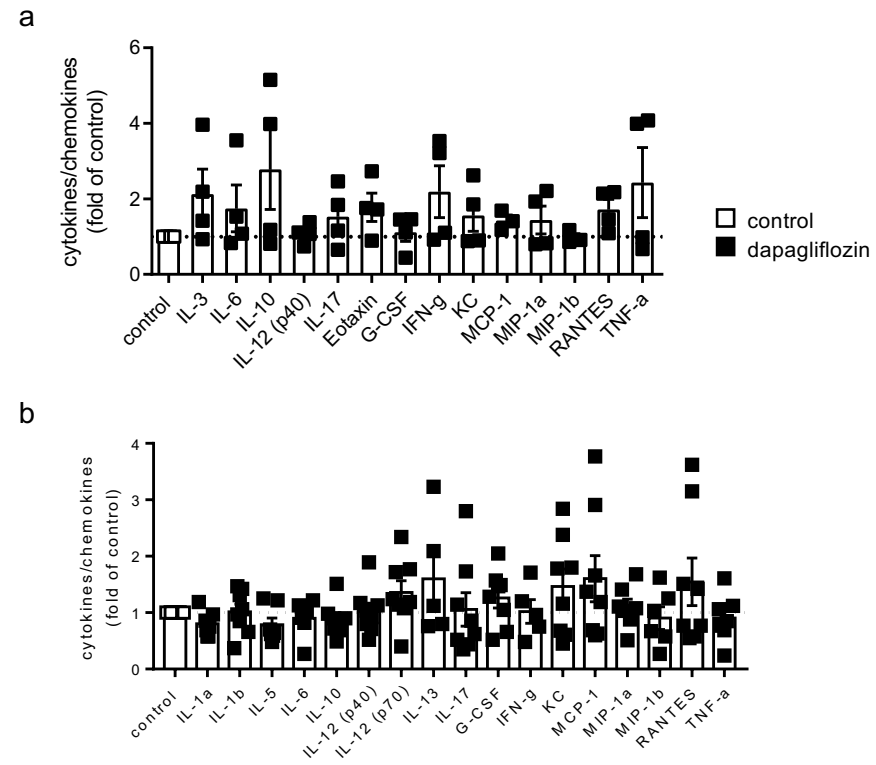 a
cytokines/chemokines
(fold of control)
6
4
2
0
control
IL-3
IL-6
IL-10
IL-12 (p40)
IL-17
Eotaxin
G-CSF
IFN-g
KC
MCP-1
MIP-1a
MIP-1b
RANTES
TNF-a
control
dapagliflozin
b
cytokines/chemokines
(fold of control)
4
3
2
1
0
control
IL-1a
IL-1b
IL-5
IL-6
IL-10
IL-12 (p40)
IL-12 (p70)
IL-13
IL-17
G-CSF
IFN-g
KC
MCP-1
MIP-1a
MIP-1b
RANTES
TNF-a